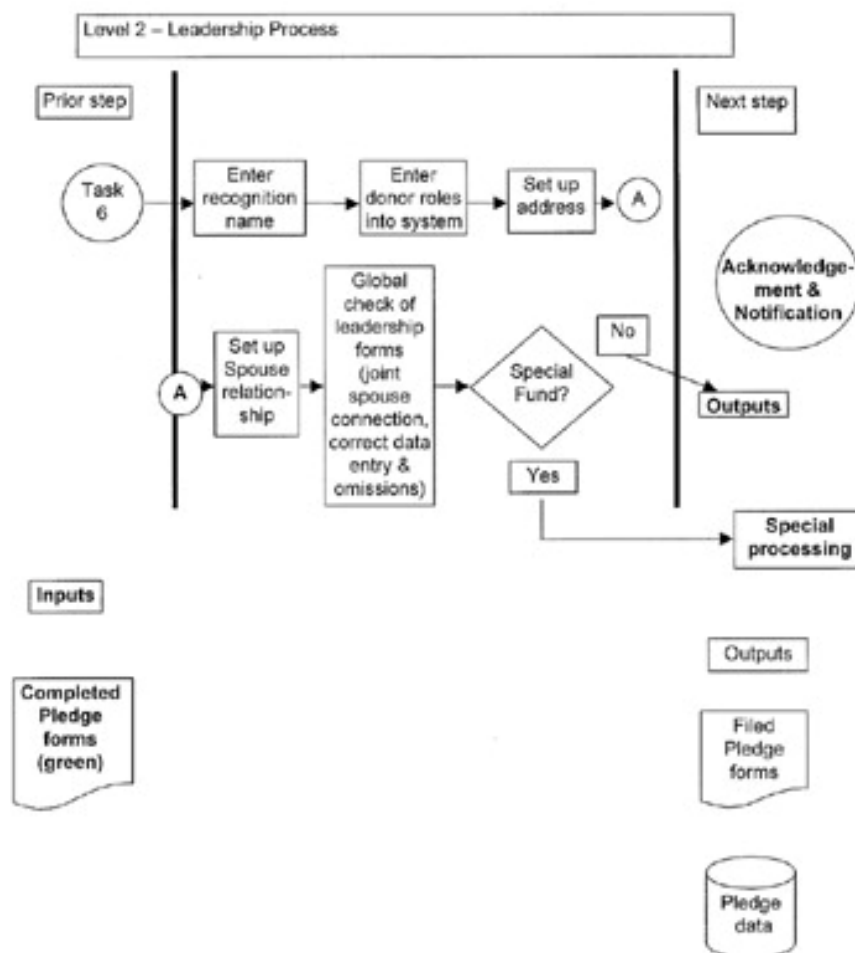 Level 2 – Leadership Process
Prior step
Next step
Task
6
Enter
recognition
name
Enter
donor roles
into system
Set up
address
A
Acknowledge-
ment &
Notification
A
Set up
Spouse
relation-
ship
Global
check of
leadership
forms
(joint
spouse
connection,
correct data
entry &
omissions)
Special
Fund?
No
Outputs
Yes
Special
processing
Inputs
Outputs
Completed
Pledge
forms
(green)
Filed
Pledge
forms
Pledge
data